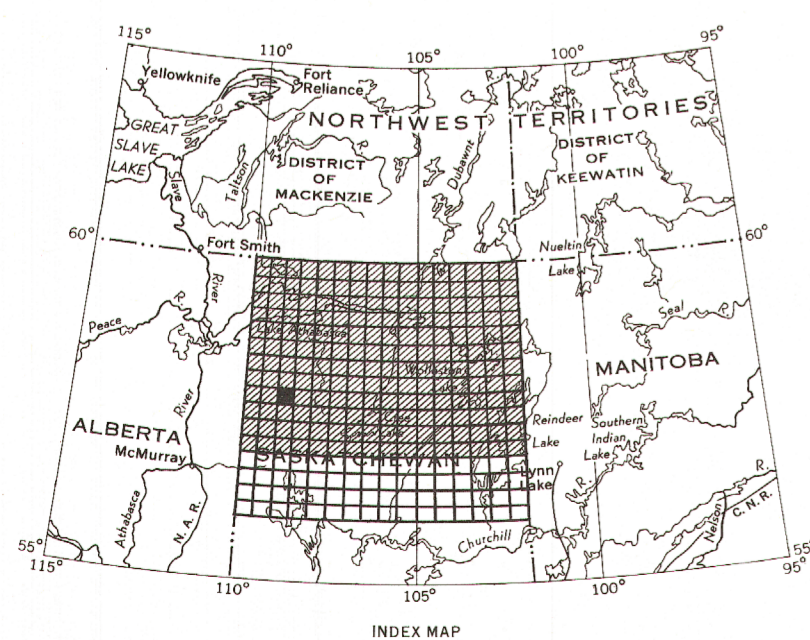 115°
110°
105°
100°
95°
Yellowknife
Fort
Reliance
R.
NORTHWEST TERRITORIES
GREAT
SLAVE
LAKE
Slave
Taltson
DISTRICT
OF
MACKENZIE
Dubawnt
DISTRICT
OF
KEEWATIN
60°
Fort Smith
Nueltin
Lake
60°
River
Peace
R.
Lake Athabasca
Seal
R.
Wollaston
Lake
MANITOBA
River
ALBERTA
McMurray
Cree
Lake
Reindeer
Lake
Southern
Indian
Lake
SASKATCHEWAN
Lynn
Lake
R.
R.
Athabasca
N. A. R.
Nelson
C. N. R.
Churchill
55°
115°
110°
105°
100°
55°
95°
INDEX MAP